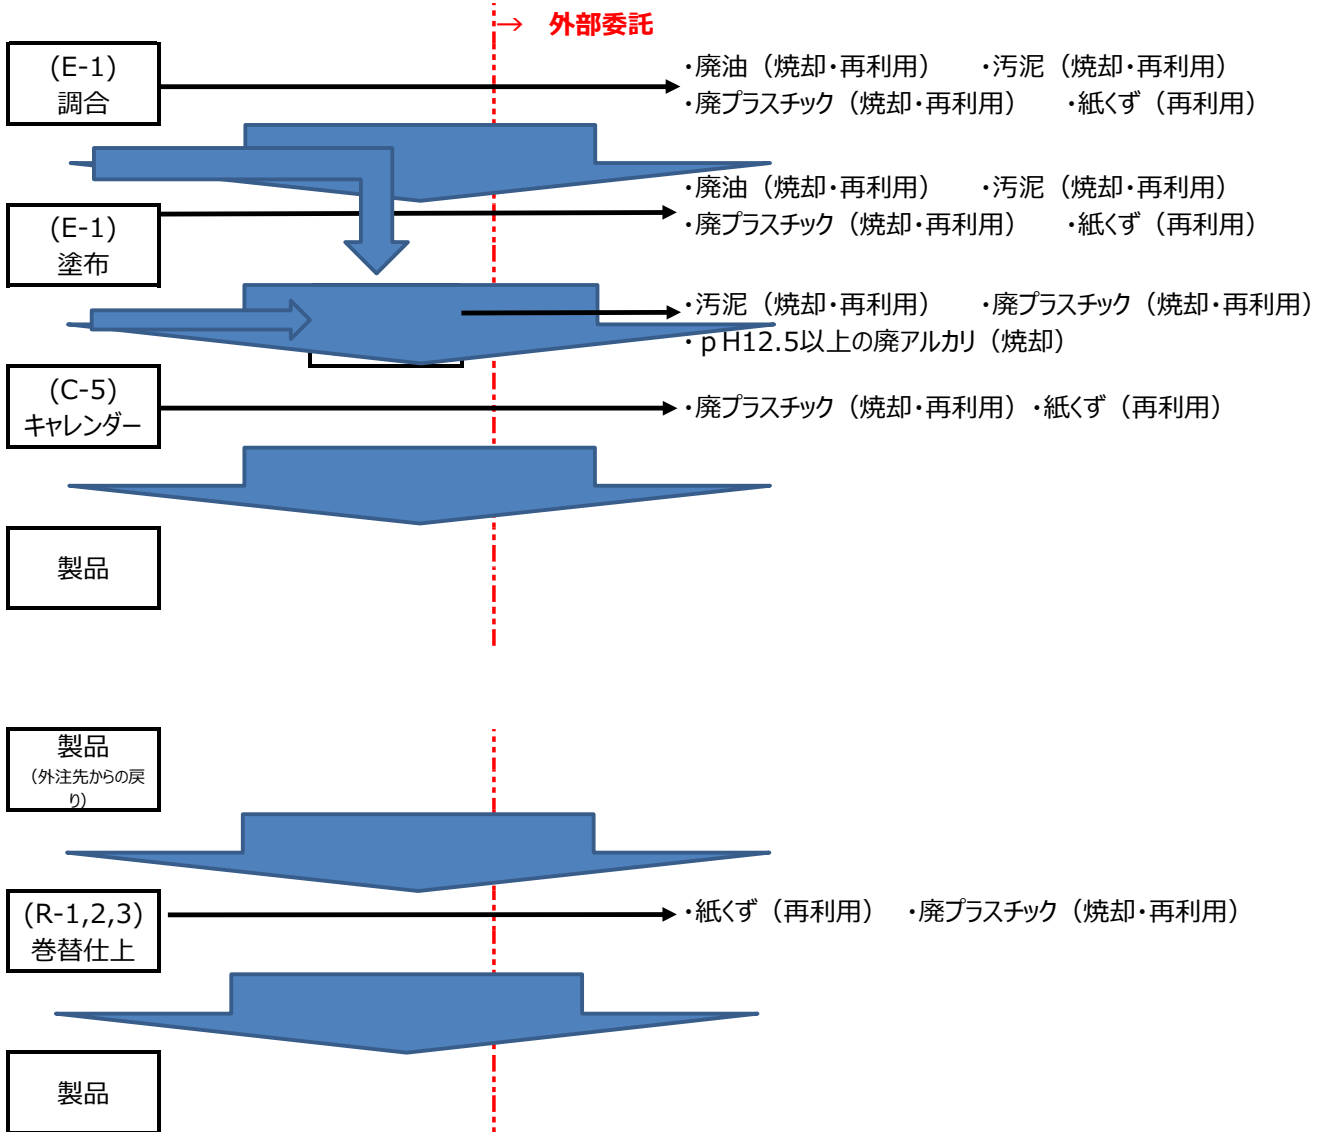 → 外部委託
(E-1)
調合
・廃油（焼却・再利用） ・汚泥（焼却・再利用）
・廃プラスチック（焼却・再利用） ・紙くず（再利用）
(E-1)
塗布
・廃油（焼却・再利用） ・汚泥（焼却・再利用）
・廃プラスチック（焼却・再利用） ・紙くず（再利用）
・汚泥（焼却・再利用） ・廃プラスチック（焼却・再利用）
・ｐH12.5以上の廃アルカリ（焼却）
(C-5)
キャレンダー
・廃プラスチック（焼却・再利用）・紙くず（再利用）
製品
製品
（外注先からの戻
り）
(R-1,2,3)
巻替仕上
・紙くず（再利用） ・廃プラスチック（焼却・再利用）
製品